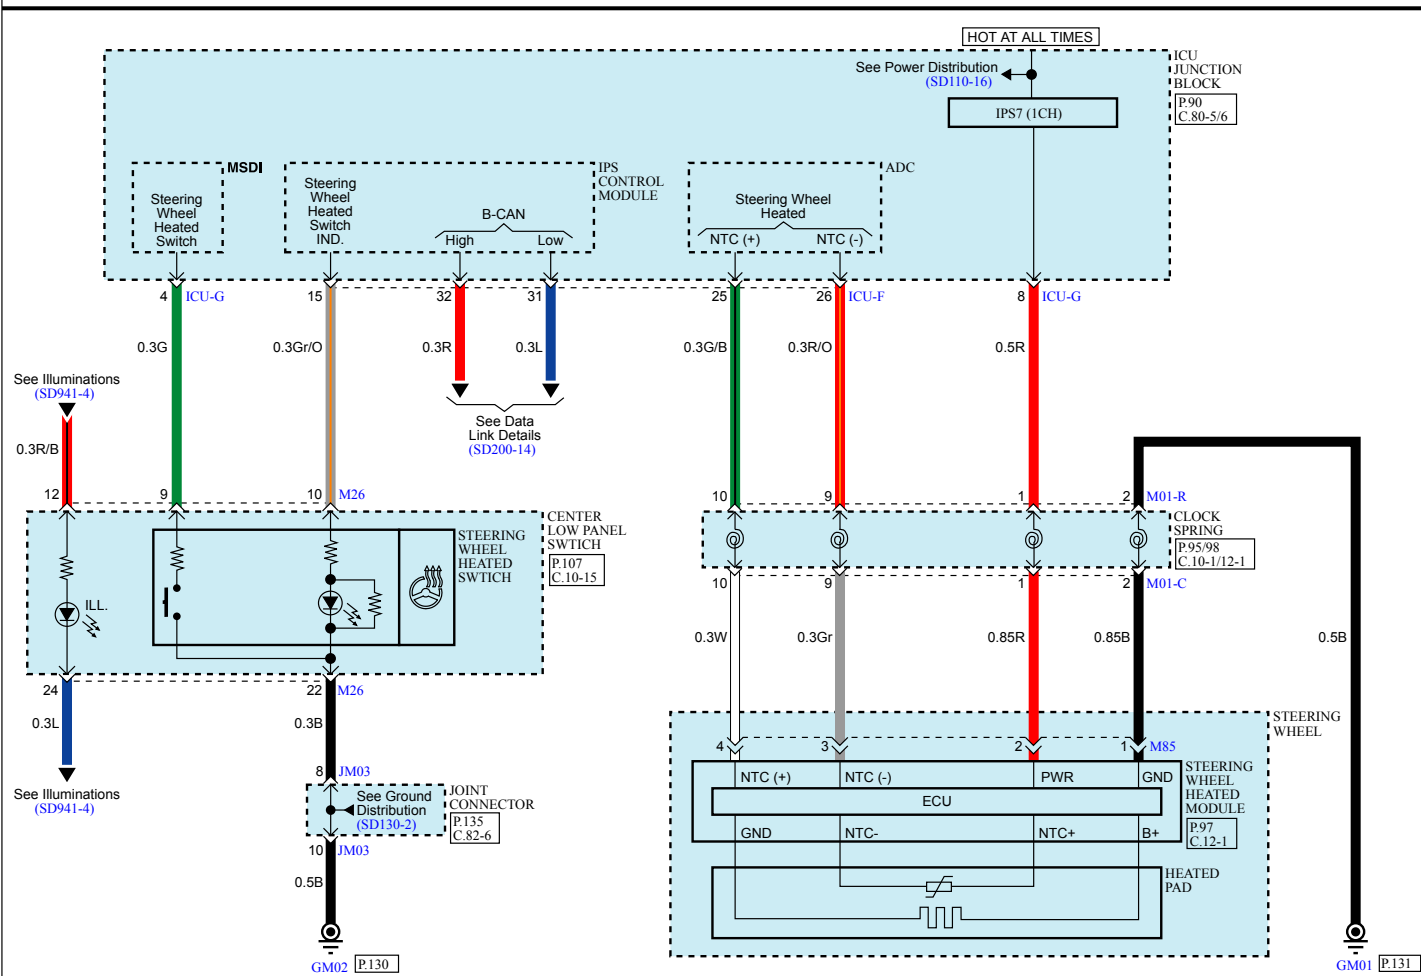 HOT AT ALL TIMES
See Power Distribution
(SD110-16)
IPS7 (1CH)
ICU
JUNCTION
BLOCK
P.90
C.80-5/6
MSDI
Steering
Wheel
Heated
Switch
Steering
Wheel
Heated
Switch
IND.
B-CAN
High
Low
IPS
CONTROL
MODULE
Steering Wheel
Heated
NTC (+)
NTC (-)
ADC
4
ICU-G
15
32
31
25
26
ICU-F
8
ICU-G
0.3G
0.3Gr/O
0.3R
0.3L
0.3G/B
0.3R/O
0.5R
See Illuminations
(SD941-4)
See Data
Link Details
(SD200-14)
0.3R/B
12
9
10
M26
10
9
1
2
M01-R
CENTER
LOW PANEL
SWTICH
P.107
C.10-15
STEERING
WHEEL
HEATED
SWTICH
ILL.
CLOCK
SPRING
P.95/98
C.10-1/12-1
10
9
1
2
M01-C
0.3W
0.3Gr
0.85R
0.85B
0.5B
24
22
M26
0.3L
0.3B
See Illuminations
(SD941-4)
8
JM03
See Ground
Distribution
(SD130-2)
JOINT
CONNECTOR
P.135
C.82-6
10
JM03
0.5B
GM02
P.130
STEERING
WHEEL
4
3
2
1
M85
NTC (+)
NTC (-)
PWR
GND
ECU
GND
NTC-
NTC+
B+
STEERING
WHEEL
HEATED
MODULE
P.97
C.12-1
HEATED
PAD
GM01
P.131